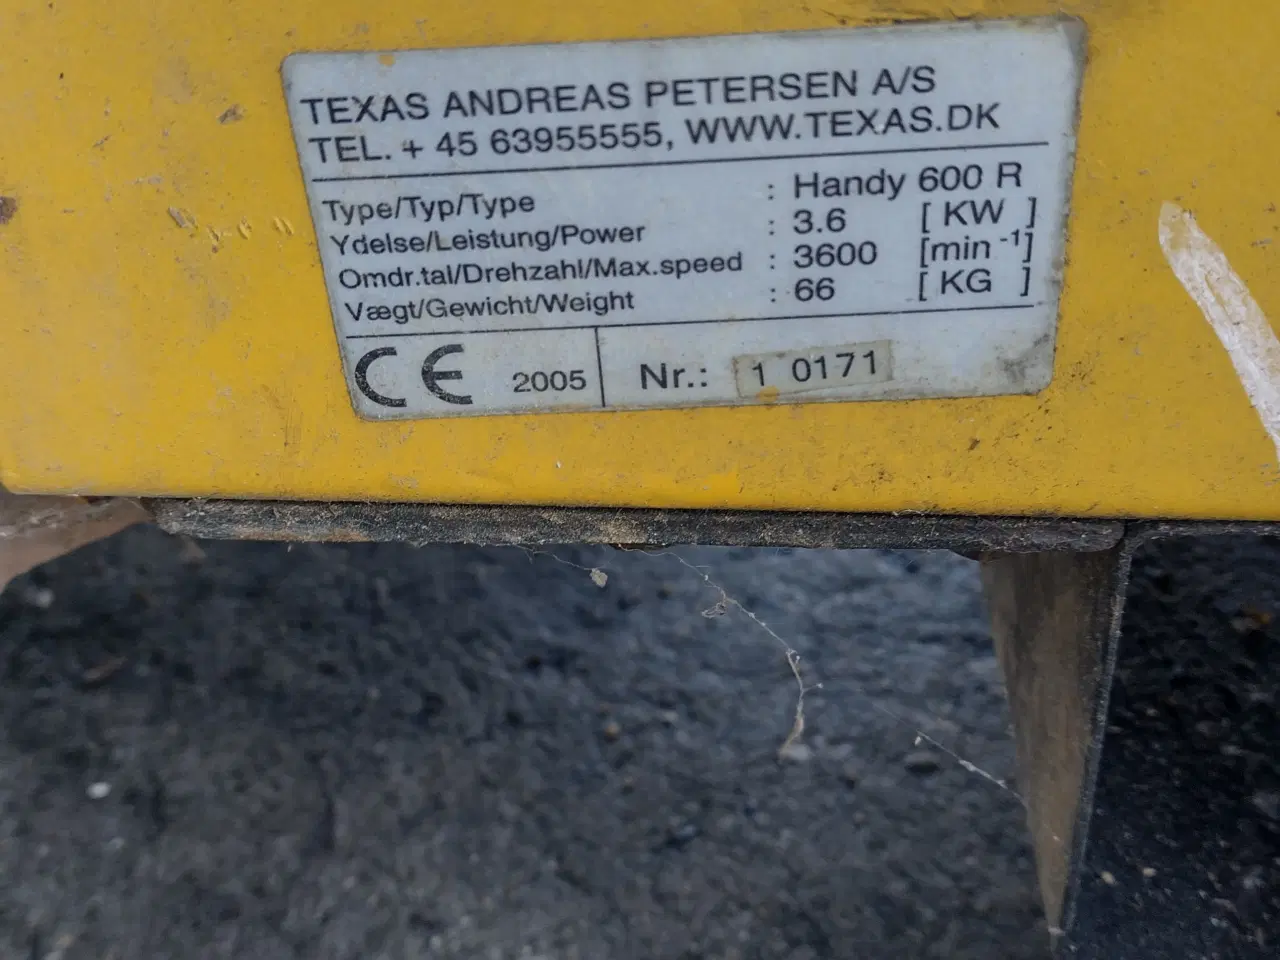 TEXAS ANDREAS PETERSEN A/S
TEL. + 45 63955555, WWW.TEXAS.DK
Type/Typ/Type : Handy 600 R
Ydelse/Leistung/Power : 3.6 [ KW ]
Omdr.tal/Drehzahl/Max.speed : 3600 [min -1]
Vægt/Gewicht/Weight : 66 [ KG ]
CE 2005 Nr.: 1 0171